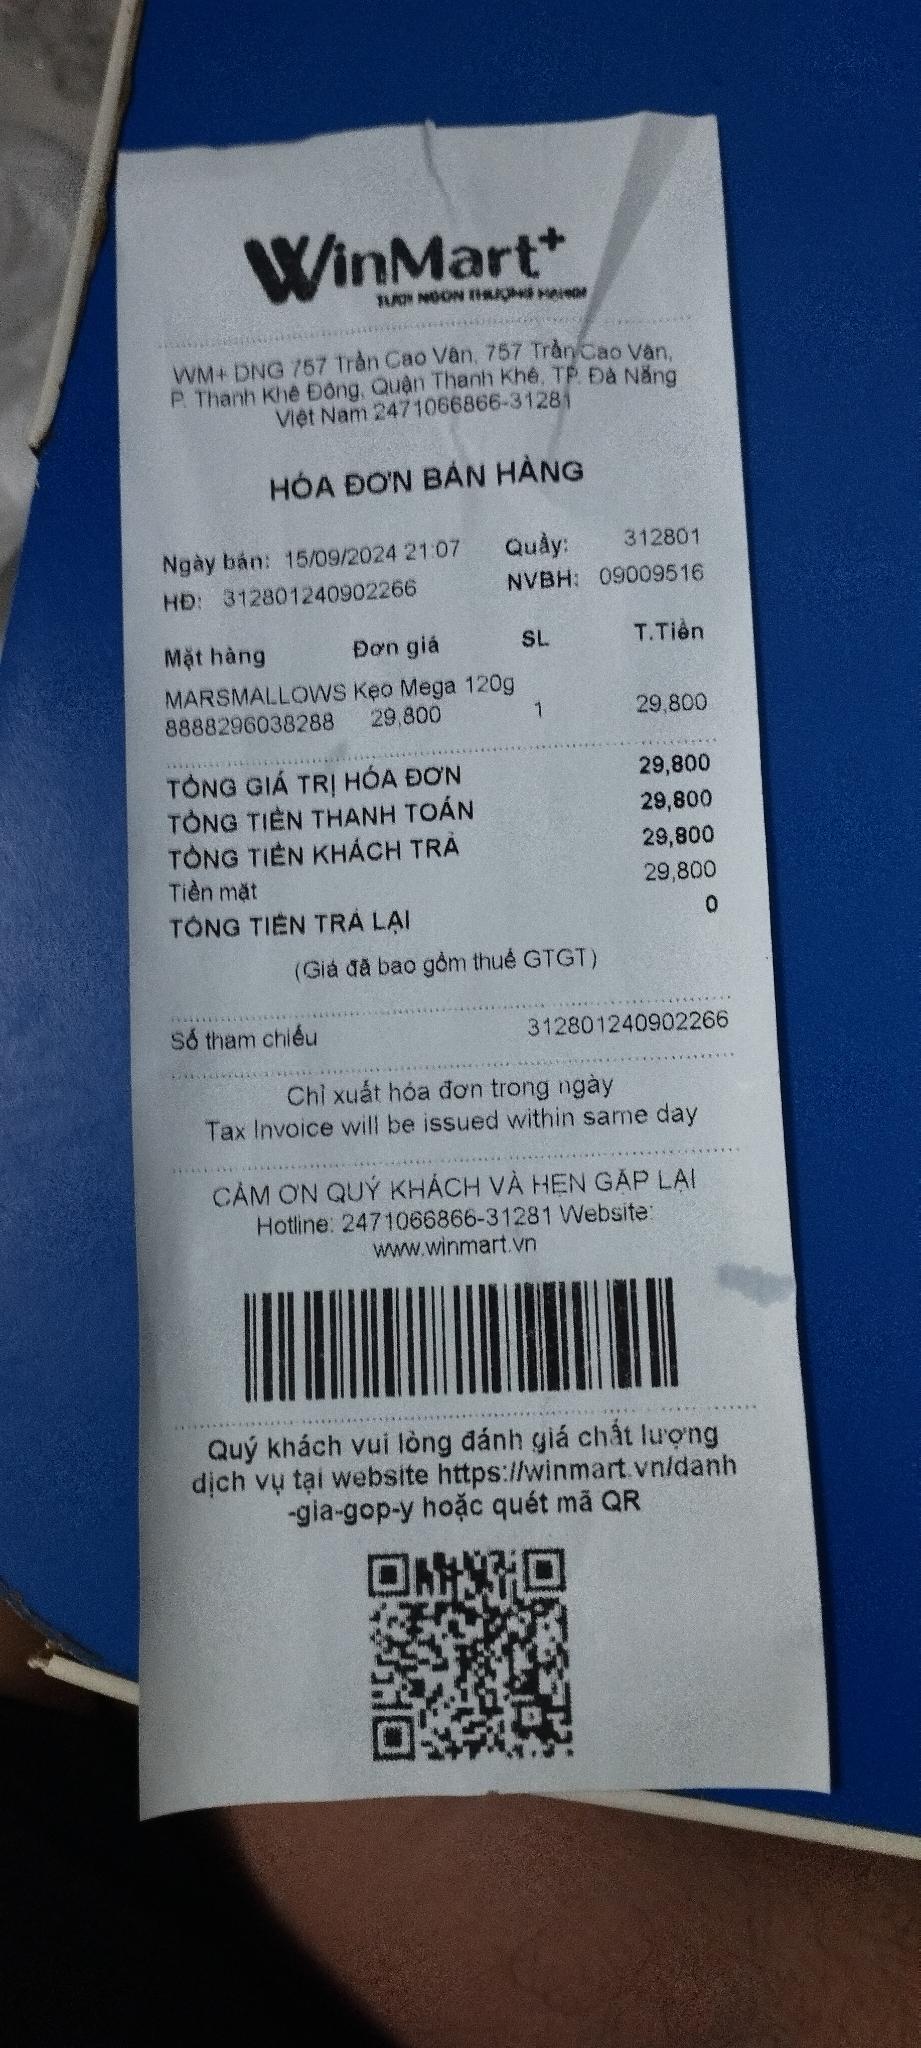 WinMart+
TƯƠI NGON THƯỢNG HẠNG
WM+ DNG 757 Trần Cao Vân, 757 Trần Cao Vân,
P. Thanh Khê Đông, Quận Thanh Khê, TP. Đà Nẵng
Việt Nam 2471066866-31281
HÓA ĐƠN BÁN HÀNG
Ngày bán: 15/09/2024 21:07 Quầy: 312801
HĐ: 312801240902266 NVBH: 09009516
Mặt hàng Đơn giá SL T.Tiền
MARSMALLOWS Kẹo Mega 120g
8888296038288 29,800 1 29,800
TỔNG GIÁ TRỊ HÓA ĐƠN 29,800
TỔNG TIỀN THANH TOÁN 29,800
TỔNG TIỀN KHÁCH TRẢ 29,800
Tiền mặt 29,800
TỔNG TIỀN TRẢ LẠI 0
(Giá đã bao gồm thuế GTGT)
Số tham chiếu 312801240902266
Chỉ xuất hóa đơn trong ngày
Tax Invoice will be issued within same day
CẢM ƠN QUÝ KHÁCH VÀ HẸN GẶP LẠI
Hotline: 2471066866-31281 Website:
www.winmart.vn
Quý khách vui lòng đánh giá chất lượng
dịch vụ tại website https://winmart.vn/danh
-gia-gop-y hoặc quét mã QR